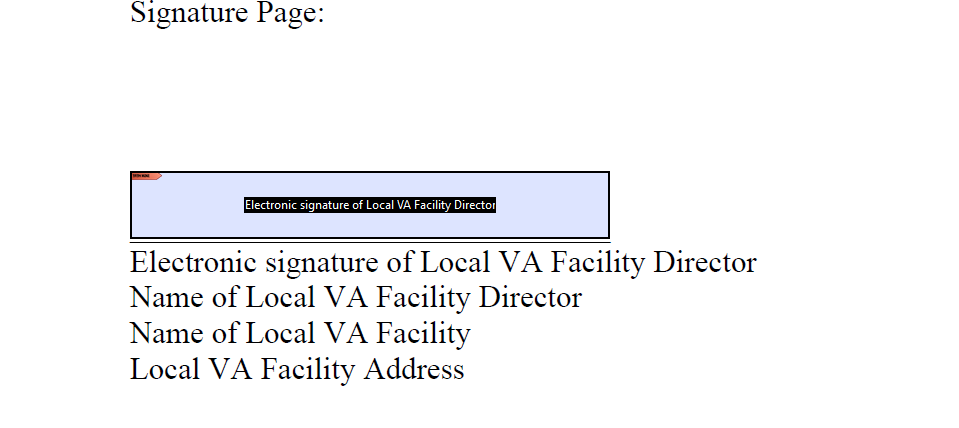 Signature Page:
Electronic signature of Local VA Facility Director
Electronic signature of Local VA Facility Director
Name of Local VA Facility Director
Name of Local VA Facility
Local VA Facility Address